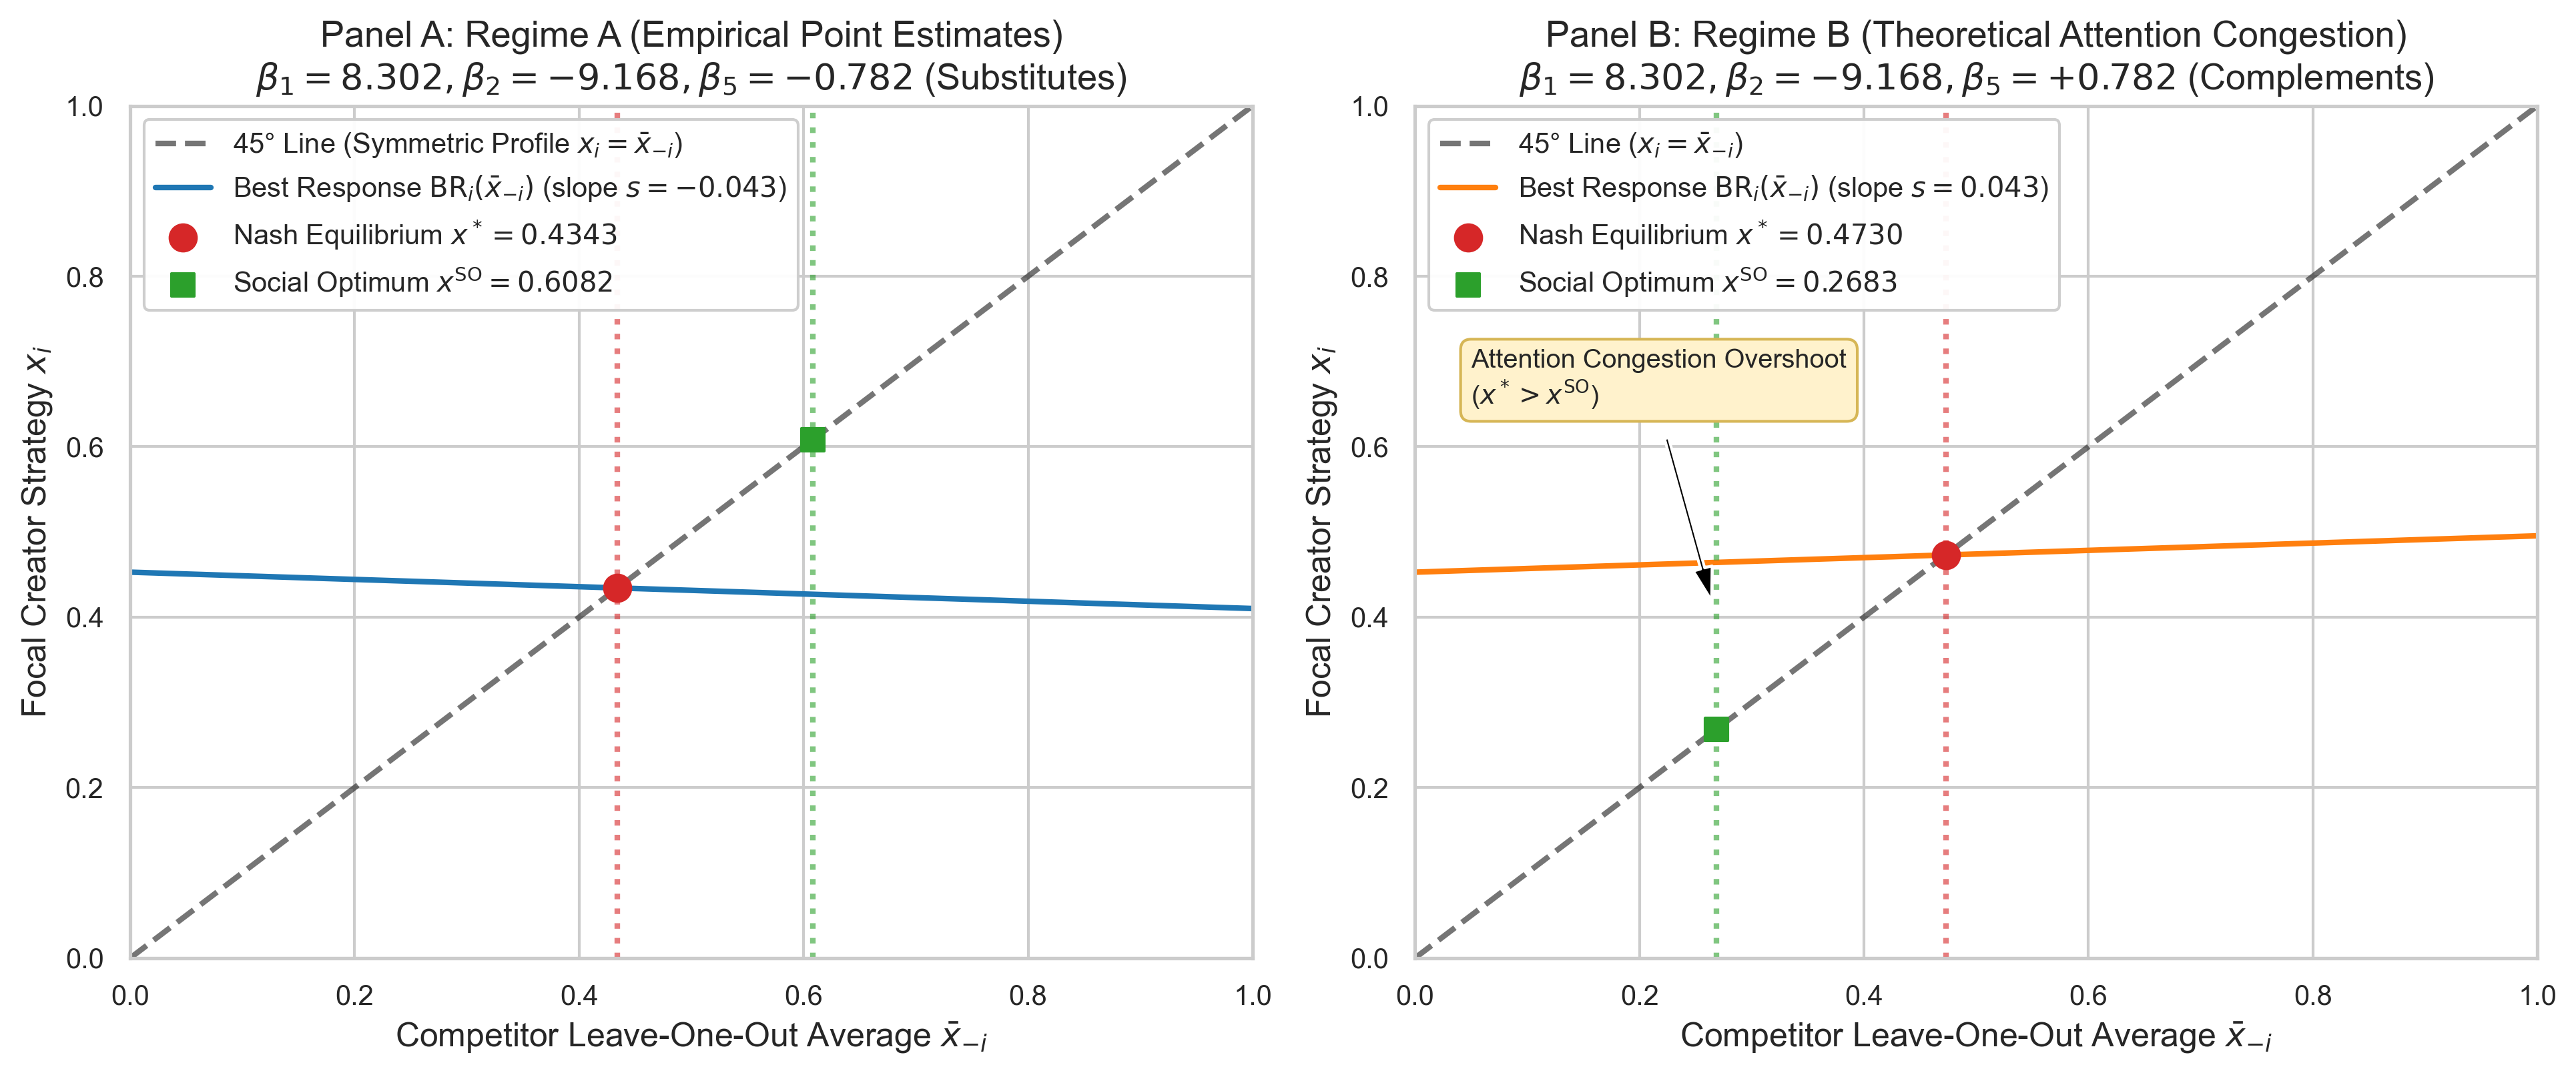 Panel A: Regime A (Empirical Point Estimates)
β₁ = 8.302, β₂ = −9.168, β₅ = −0.782 (Substitutes)
1.0
0.8
0.6
0.4
0.2
0.0
Focal Creator Strategy xᵢ
45° Line (Symmetric Profile xᵢ = x̄₋ᵢ)
Best Response BRᵢ(x̄₋ᵢ) (slope s = −0.043)
Nash Equilibrium x* = 0.4343
Social Optimum x^SO = 0.6082
0.0 0.2 0.4 0.6 0.8 1.0
Competitor Leave-One-Out Average x̄₋ᵢ
Panel B: Regime B (Theoretical Attention Congestion)
β₁ = 8.302, β₂ = −9.168, β₅ = +0.782 (Complements)
1.0
0.8
0.6
0.4
0.2
0.0
Focal Creator Strategy xᵢ
45° Line (xᵢ = x̄₋ᵢ)
Best Response BRᵢ(x̄₋ᵢ) (slope s = 0.043)
Nash Equilibrium x* = 0.4730
Social Optimum x^SO = 0.2683
Attention Congestion Overshoot
(x* > x^SO)
0.0 0.2 0.4 0.6 0.8 1.0
Competitor Leave-One-Out Average x̄₋ᵢ